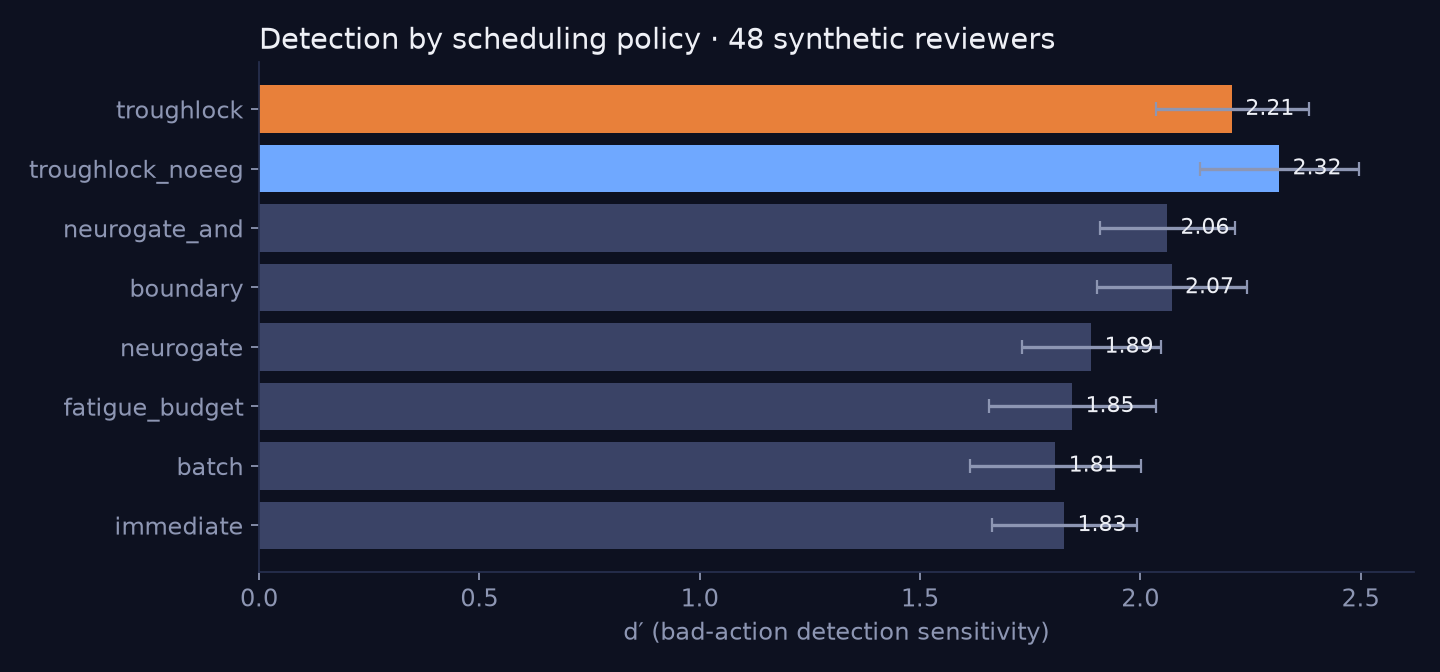 Detection by scheduling policy · 48 synthetic reviewers
troughlock 2.21
troughlock_noeeg 2.32
neurogate_and 2.06
boundary 2.07
neurogate 1.89
fatigue_budget 1.85
batch 1.81
immediate 1.83
0.0 0.5 1.0 1.5 2.0 2.5
d′ (bad-action detection sensitivity)